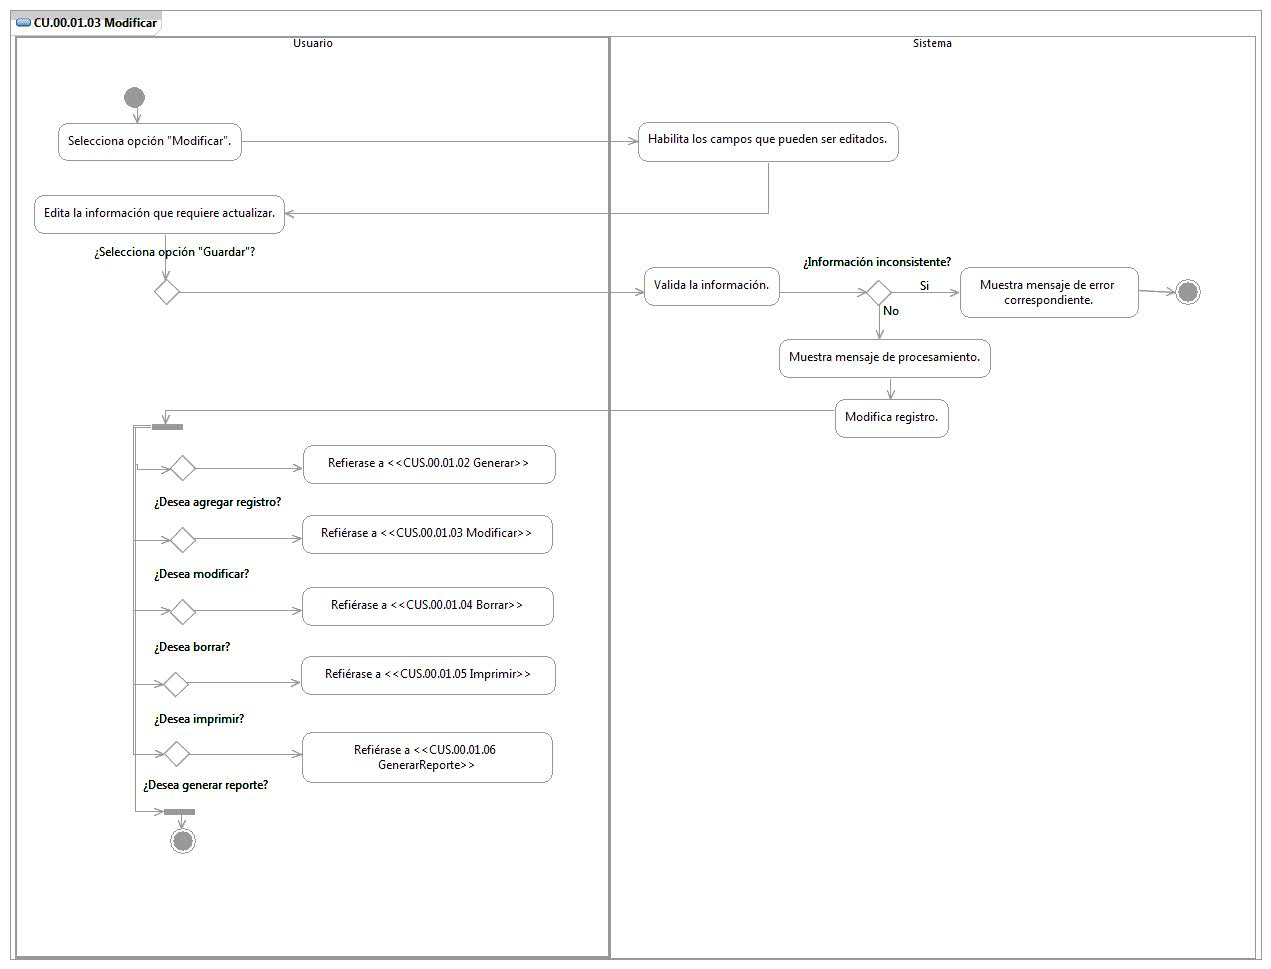 CU.00.01.03 Modificar
Usuario
Sistema
Selecciona opción "Modificar".
Habilita los campos que pueden ser editados.
Edita la información que requiere actualizar.
¿Selecciona opción "Guardar"?
Valida la información.
¿Información inconsistente?
Si
No
Muestra mensaje de error
correspondiente.
Muestra mensaje de procesamiento.
Modifica registro.
Refierase a <<CUS.00.01.02 Generar>>
¿Desea agregar registro?
Refiérase a <<CUS.00.01.03 Modificar>>
¿Desea modificar?
Refiérase a <<CUS.00.01.04 Borrar>>
¿Desea borrar?
Refiérase a <<CUS.00.01.05 Imprimir>>
¿Desea imprimir?
Refiérase a <<CUS.00.01.06
GenerarReporte>>
¿Desea generar reporte?